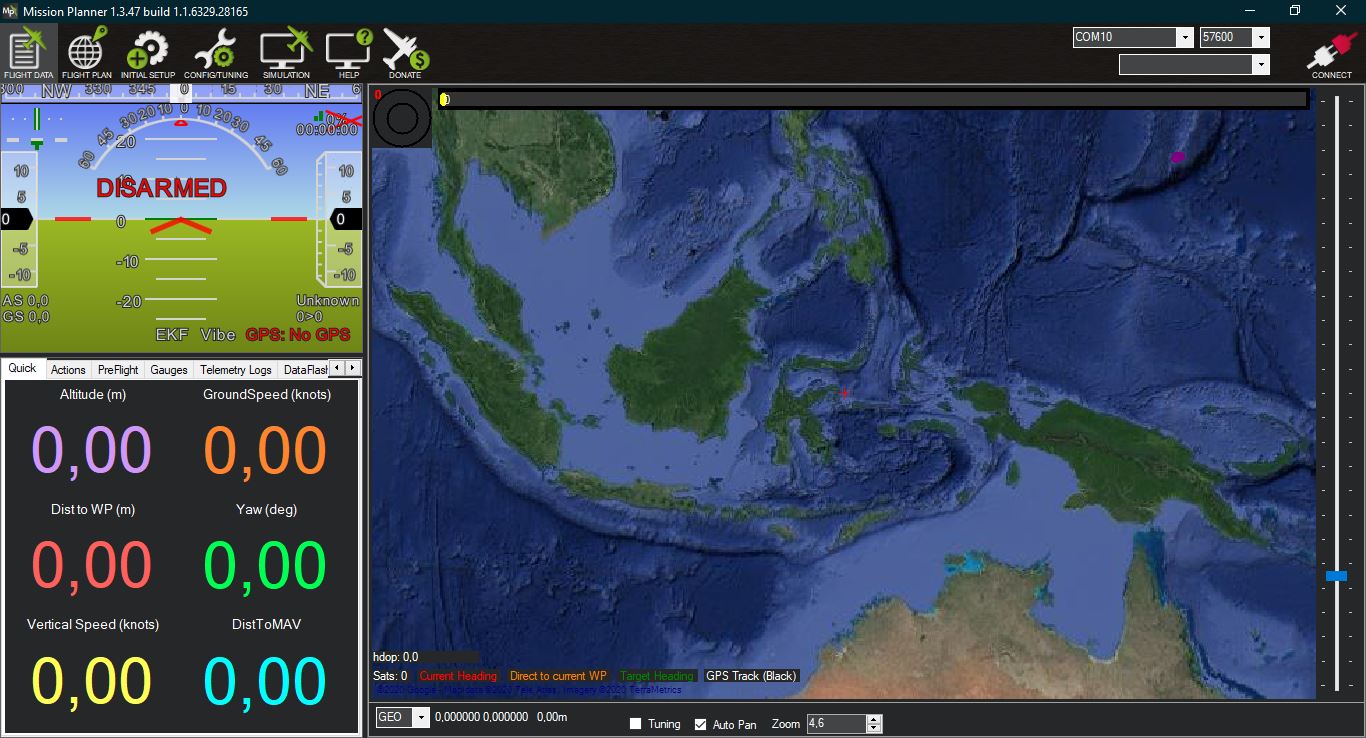 Mission Planner 1.3.47 build 1.1.6329.28165
FLIGHT DATA FLIGHT PLAN INITIAL SETUP CONFIG/TUNING SIMULATION HELP DONATE
COM10 57600
CONNECT
300 NW 330 345 0 15 30 NE 6
60 45 30 20 10 0 10 20 30 45 60
0%
00:00:00
20
DISARMED
10 5 0 -5 -10
0
-10
-20
10 5 0 -5 -10
AS 0,0
GS 0,0
Unknown
0>0
EKF Vibe GPS: No GPS
Quick Actions PreFlight Gauges Telemetry Logs DataFlash
Altitude (m) GroundSpeed (knots)
0,00 0,00
Dist to WP (m) Yaw (deg)
0,00 0,00
Vertical Speed (knots) DistToMAV
0,00 0,00
0
0
hdop: 0,0
Sats: 0 Current Heading Direct to current WP Target Heading GPS Track (Black)
©2020 Google - Map data ©2020 Tele Atlas, Imagery ©2020 TerraMetrics
GEO 0,000000 0,000000 0,00m Tuning Auto Pan Zoom 4,6